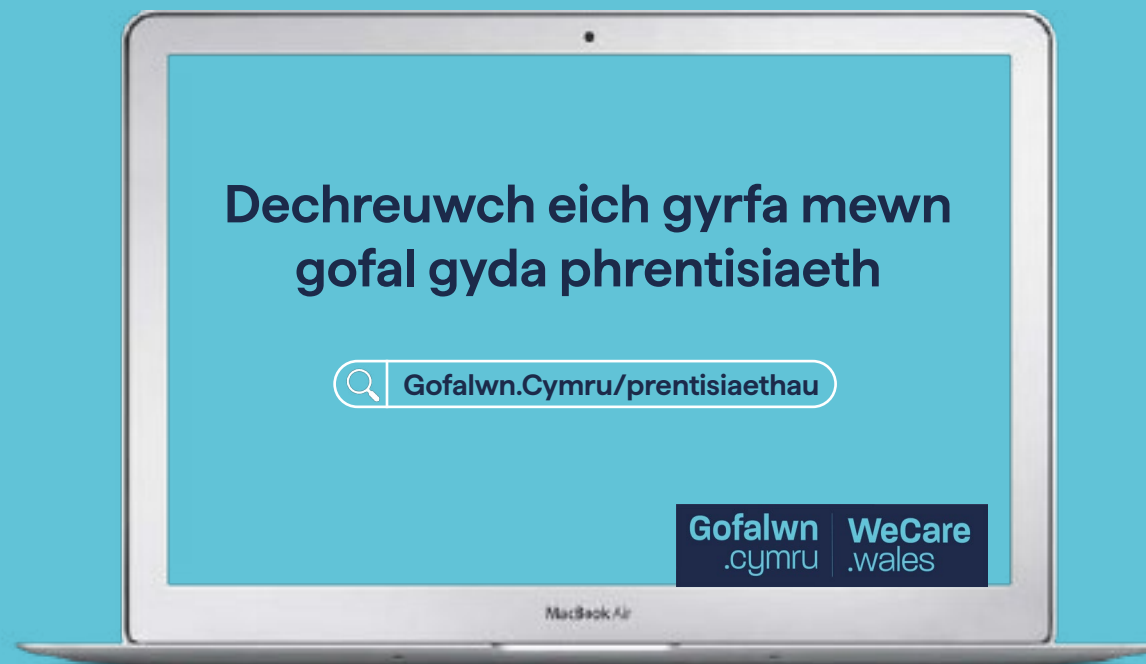 Dechreuwch eich gyrfa mewn
gofal gyda phrentisiaeth
Gofalwn.Cymru/prentisiaethau
Gofalwn
.cymru
WeCare
.wales
MacBook Air